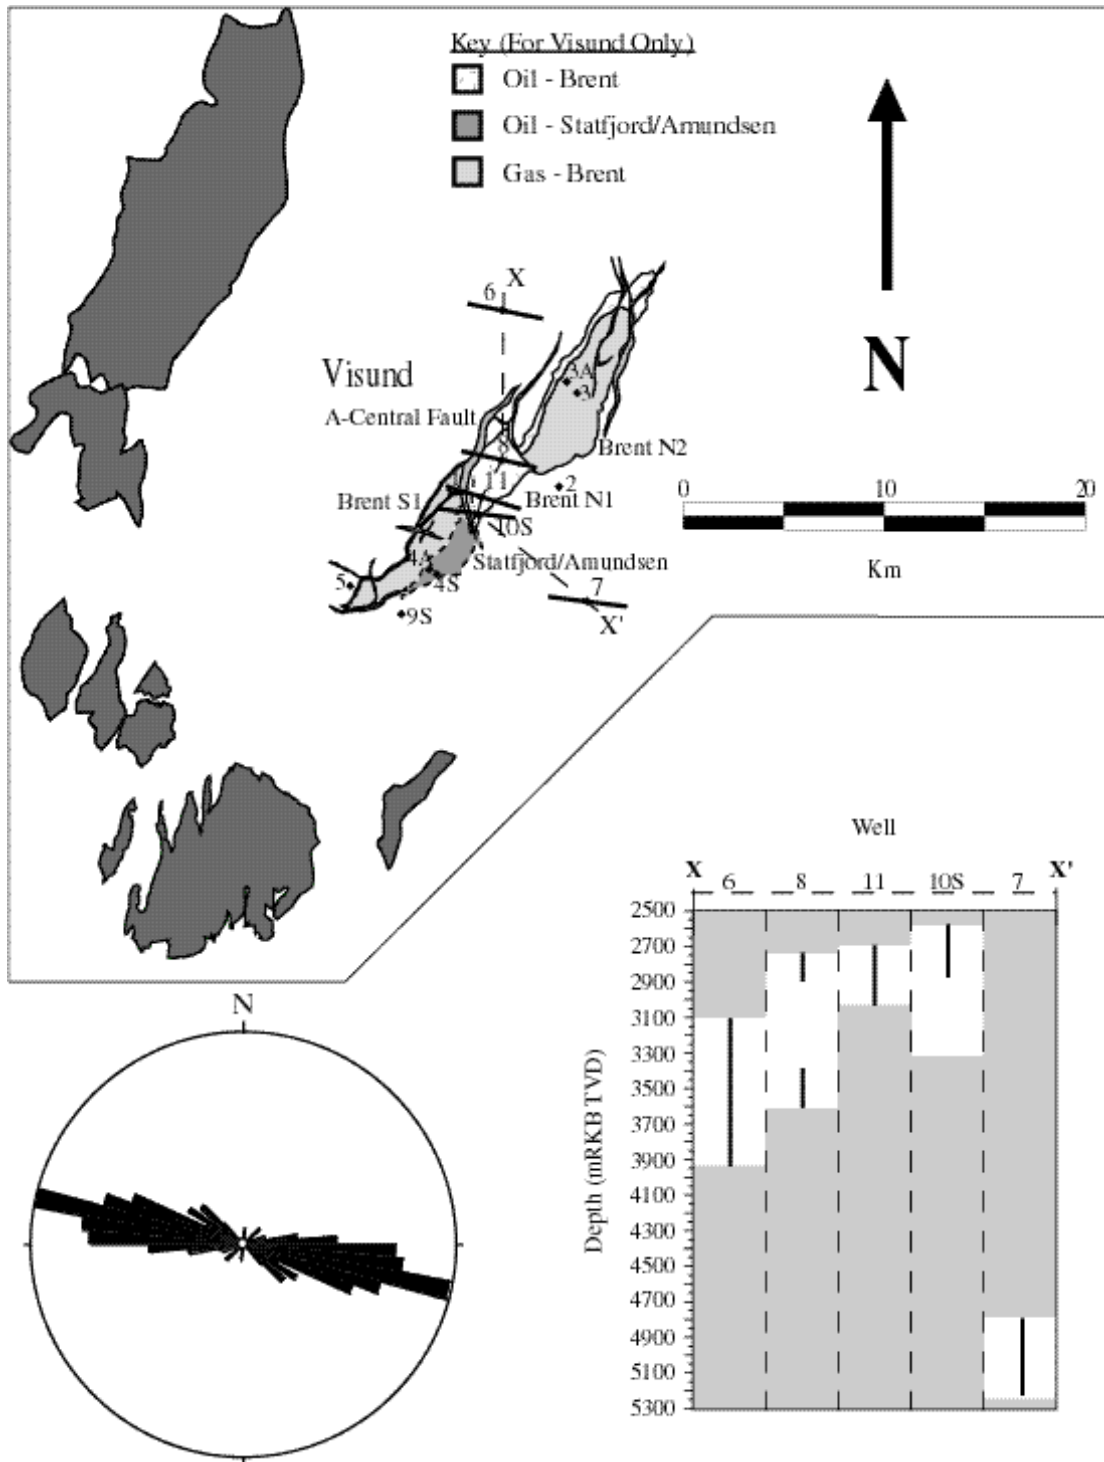 Key (For Visund Only)
Oil - Brent
Oil - Statfjord/Amundsen
Gas - Brent
N
X
6
Visund
3A
3
A-Central Fault
8
Brent N2
11
2
Brent S1
Brent N1
10S
4A
Statfjord/Amundsen
5
4S
9S
7
X'
0 10 20
Km
Well
X 6 8 11 10S 7 X'
Depth (mRKB TVD)
2500
2700
2900
3100
3300
3500
3700
3900
4100
4300
4500
4700
4900
5100
5300
N